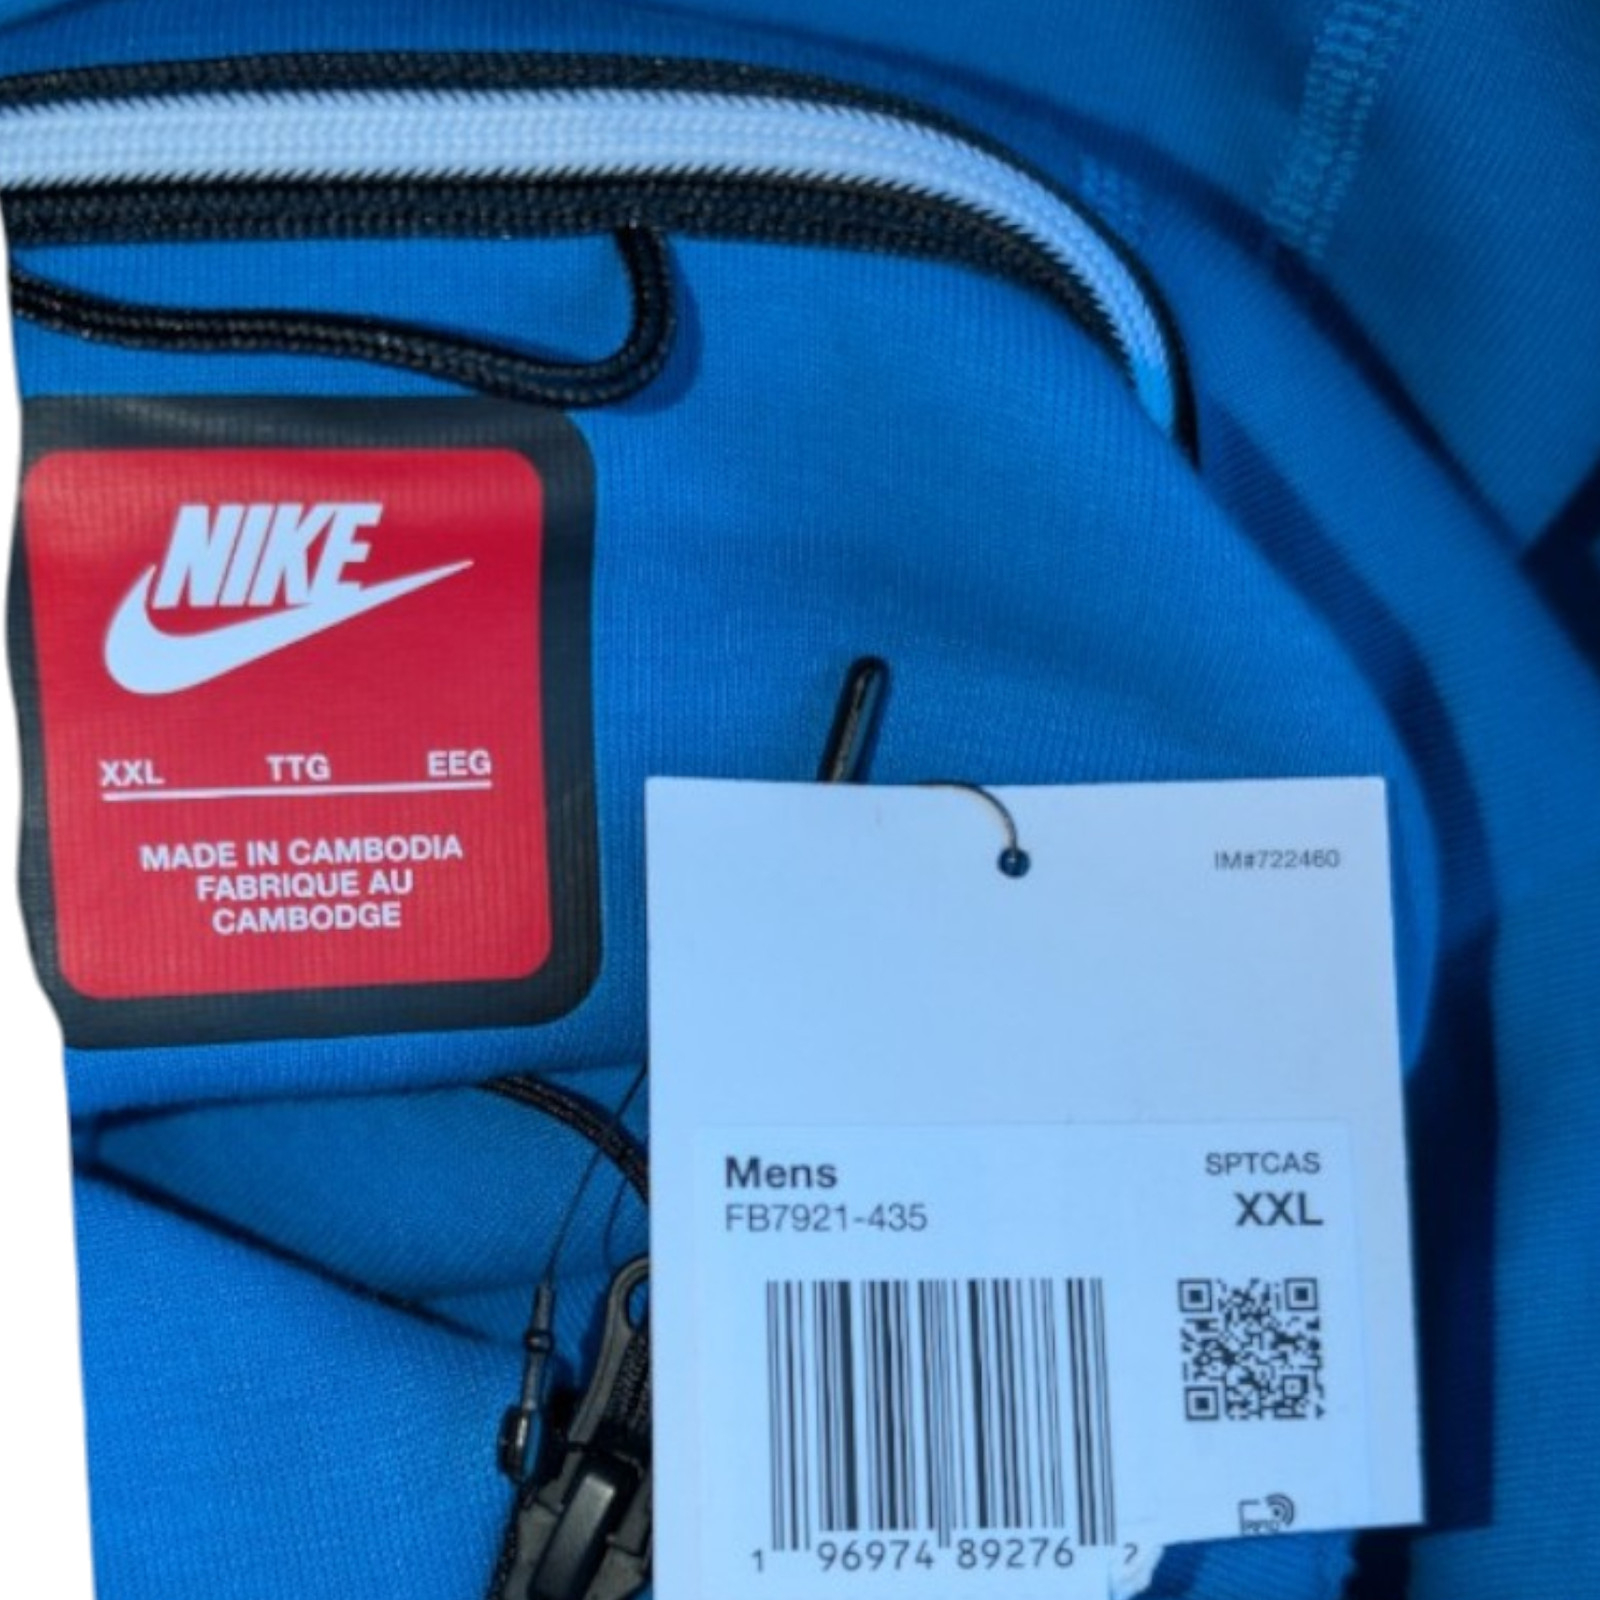 NIKE
XXL TTG EEG
MADE IN CAMBODIA
FABRIQUE AU
CAMBODGE
IM#722460
Mens
SPTCAS
FB7921-435
XXL
1 96974 89276